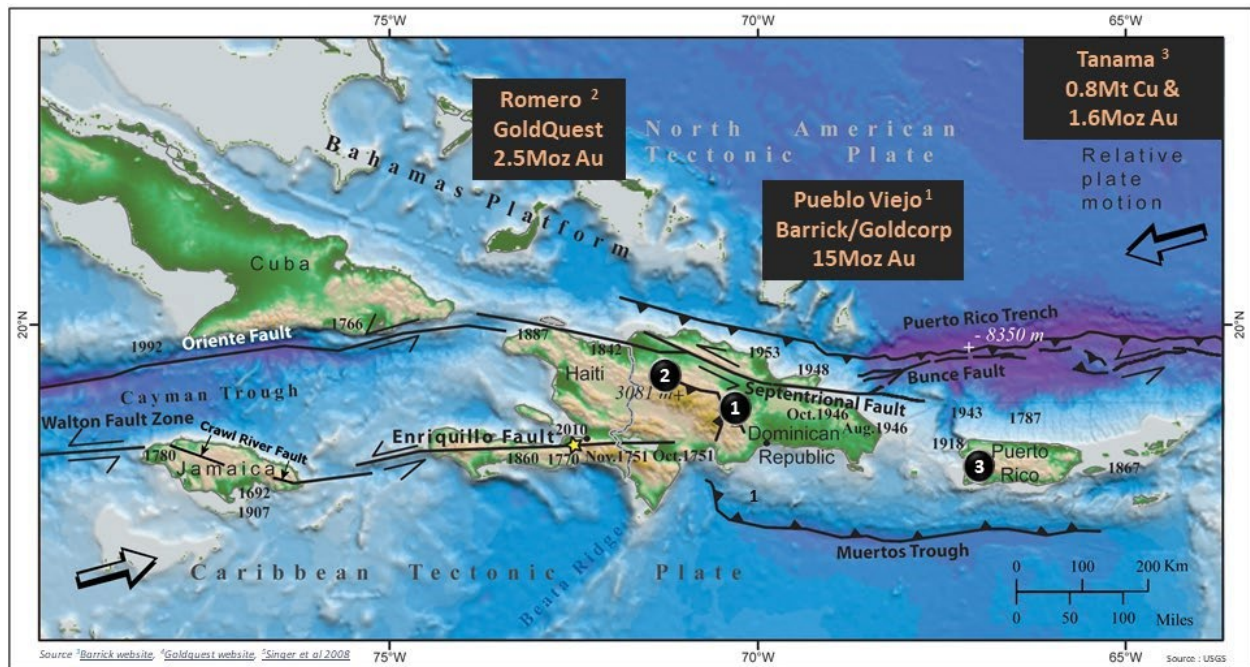 75°W
70°W
65°W
Romero ²
GoldQuest
2.5Moz Au
Tanama ³
0.8Mt Cu &
1.6Moz Au
North American
Tectonic Plate
Bahamas Platform
Relative
plate
motion
Pueblo Viejo ¹
Barrick/Goldcorp
15Moz Au
Cuba
20°N
20°N
1766
Oriente Fault
1992
1887
1842
1953
1948
Puerto Rico Trench
+ - 8350 m
Bunce Fault
Cayman Trough
Haiti
2
3081 m+
1
Septentrional Fault
Oct.1946
Aug.1946
1943
1787
Walton Fault Zone
Crawl River Fault
Enriquillo Fault
2010
Dominican
Republic
1918
Puerto
Rico
3
1867
1780
Jamaica
1860
1770
Nov.1751
Oct.1751
1692
1907
1
Muertos Trough
Beata Ridge
Caribbean Tectonic Plate
0 100 200 Km
0 50 100 Miles
75°W
70°W
65°W
Source ³Barrick website, ⁴Goldquest website, ⁵Singer et al 2008
Source : USGS